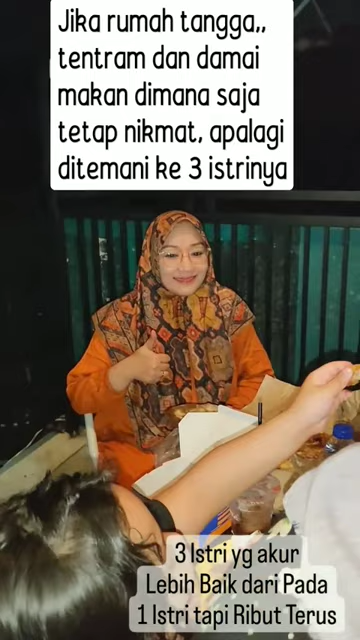 Jika rumah tangga,,
tentram dan damai
makan dimana saja
tetap nikmat, apalagi
ditemani ke 3 istrinya
3 Istri yg akur
Lebih Baik dari Pada
1 Istri tapi Ribut Terus